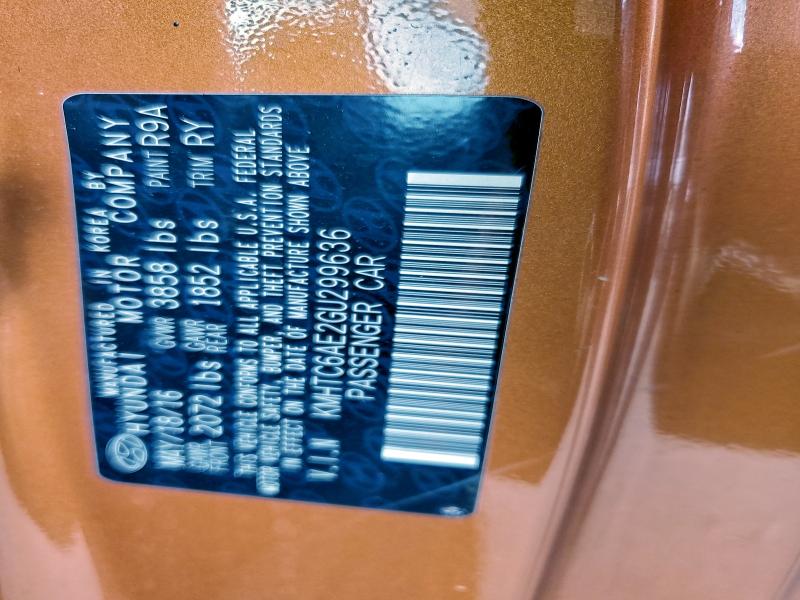 MANUFACTURED IN KOREA BY
HYUNDAI MOTOR COMPANY
MAY/18/16 GVWR 3858 lbs PAINT R9A
GAWR FRONT 2072 lbs GAWR REAR 1852 lbs TRIM RY
THIS VEHICLE CONFORMS TO ALL APPLICABLE U.S.A. FEDERAL
MOTOR VEHICLE SAFETY, BUMPER, AND THEFT PREVENTION STANDARDS
IN EFFECT ON THE DATE OF MANUFACTURE SHOWN ABOVE.
V.I.N KMHTC6AE2GU299636
PASSENGER CAR